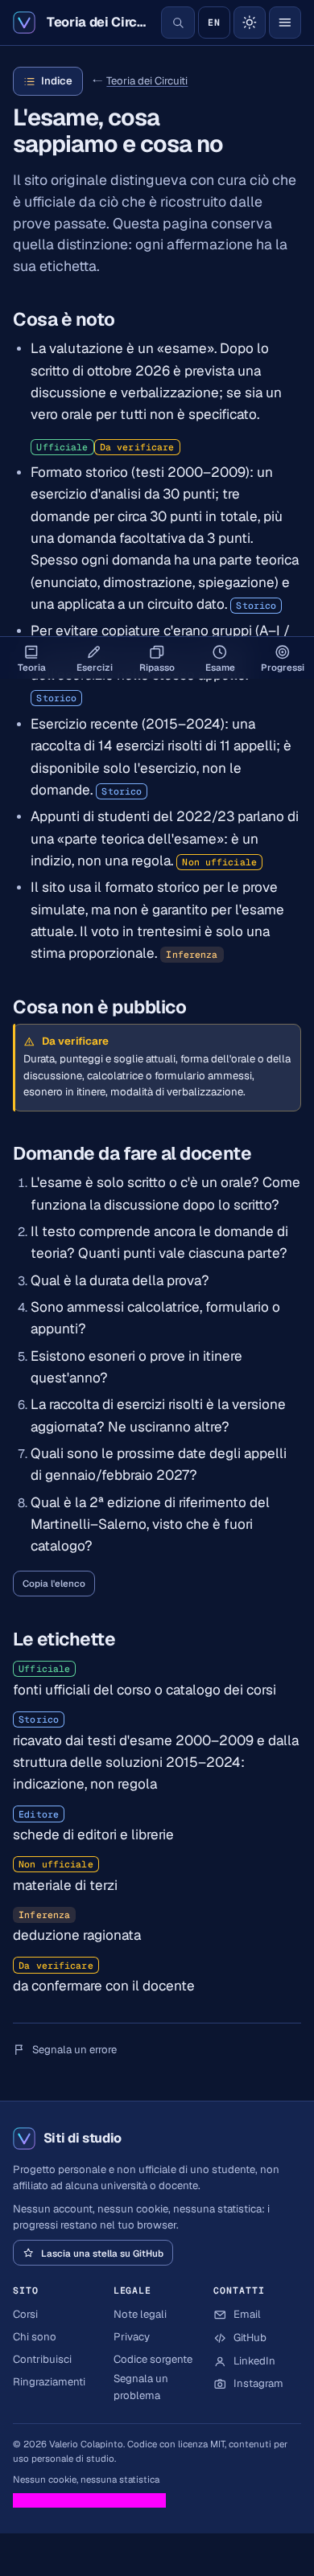 Teoria dei Circ...
EN
Indice
← Teoria dei Circuiti
L'esame, cosa
sappiamo e cosa no
Il sito originale distingueva con cura ciò che
è ufficiale da ciò che è ricostruito dalle
prove passate. Questa pagina conserva
quella distinzione: ogni affermazione ha la
sua etichetta.
Cosa è noto
La valutazione è un «esame». Dopo lo
scritto di ottobre 2026 è prevista una
discussione e verbalizzazione; se sia un
vero orale per tutti non è specificato.
Ufficiale Da verificare
Formato storico (testi 2000–2009): un
esercizio d'analisi da 30 punti; tre
domande per circa 30 punti in totale, più
una domanda facoltativa da 3 punti.
Spesso ogni domanda ha una parte teorica
(enunciato, dimostrazione, spiegazione) e
una applicata a un circuito dato. Storico
Per evitare copiature c'erano gruppi (A–I /
Teoria Esercizi Ripasso Esame Progressi
Storico
Esercizio recente (2015–2024): una
raccolta di 14 esercizi risolti di 11 appelli; è
disponibile solo l'esercizio, non le
domande. Storico
Appunti di studenti del 2022/23 parlano di
una «parte teorica dell'esame»: è un
indizio, non una regola. Non ufficiale
Il sito usa il formato storico per le prove
simulate, ma non è garantito per l'esame
attuale. Il voto in trentesimi è solo una
stima proporzionale. Inferenza
Cosa non è pubblico
Da verificare
Durata, punteggi e soglie attuali, forma dell'orale o della
discussione, calcolatrice o formulario ammessi,
esonero in itinere, modalità di verbalizzazione.
Domande da fare al docente
1. L'esame è solo scritto o c'è un orale? Come
funziona la discussione dopo lo scritto?
2. Il testo comprende ancora le domande di
teoria? Quanti punti vale ciascuna parte?
3. Qual è la durata della prova?
4. Sono ammessi calcolatrice, formulario o
appunti?
5. Esistono esoneri o prove in itinere
quest'anno?
6. La raccolta di esercizi risolti è la versione
aggiornata? Ne usciranno altre?
7. Quali sono le prossime date degli appelli
di gennaio/febbraio 2027?
8. Qual è la 2ª edizione di riferimento del
Martinelli–Salerno, visto che è fuori
catalogo?
Copia l'elenco
Le etichette
Ufficiale
fonti ufficiali del corso o catalogo dei corsi
Storico
ricavato dai testi d'esame 2000–2009 e dalla
struttura delle soluzioni 2015–2024:
indicazione, non regola
Editore
schede di editori e librerie
Non ufficiale
materiale di terzi
Inferenza
deduzione ragionata
Da verificare
da confermare con il docente
Segnala un errore
Siti di studio
Progetto personale e non ufficiale di uno studente, non
affiliato ad alcuna università o docente.
Nessun account, nessun cookie, nessuna statistica: i
progressi restano nel tuo browser.
Lascia una stella su GitHub
SITO
Corsi
Chi sono
Contribuisci
Ringraziamenti
LEGALE
Note legali
Privacy
Codice sorgente
Segnala un
problema
CONTATTI
Email
GitHub
LinkedIn
Instagram
© 2026 Valerio Colapinto. Codice con licenza MIT, contenuti per
uso personale di studio.
Nessun cookie, nessuna statistica